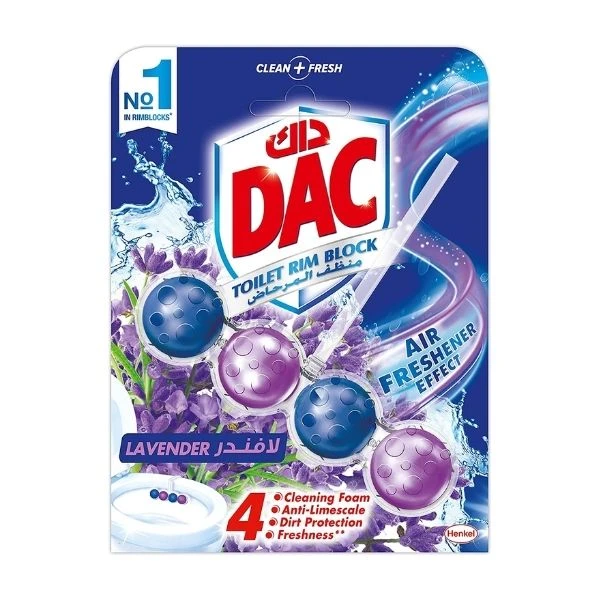 CLEAN + FRESH
No1
IN RIMBLOCKS*
داك
DAC
TOILET RIM BLOCK
منظف المرحاض
AIR
FRESHENER
EFFECT
LAVENDER لافندر
4
Cleaning Foam
Anti-Limescale
Dirt Protection
Freshness**
Henkel